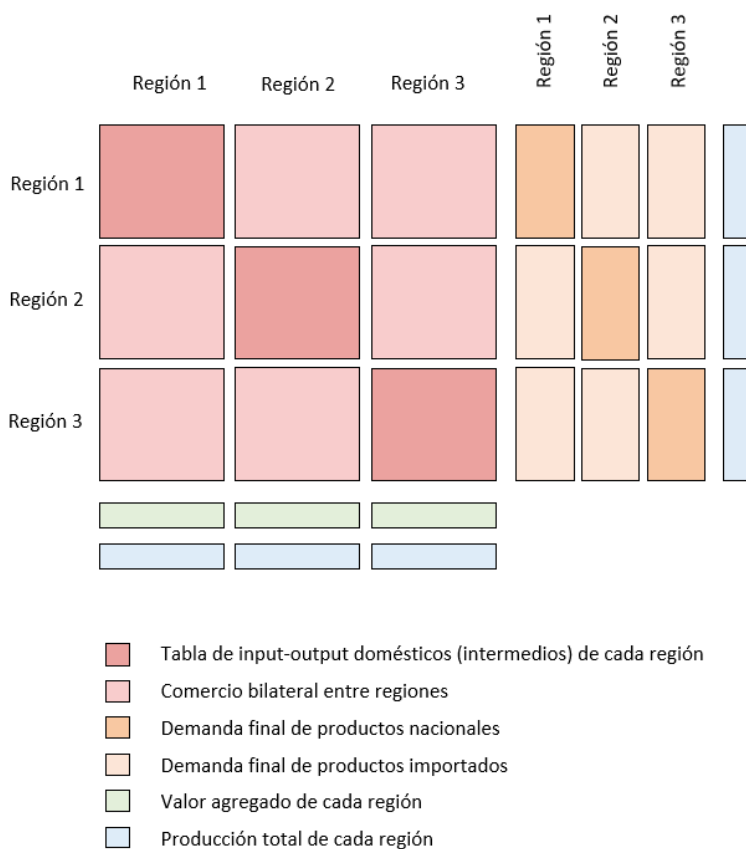 Región 1
Región 2
Región 3
Región 1
Región 2
Región 3
Región 1
Región 2
Región 3
Tabla de input-output domésticos (intermedios) de cada región
Comercio bilateral entre regiones
Demanda final de productos nacionales
Demanda final de productos importados
Valor agregado de cada región
Producción total de cada región